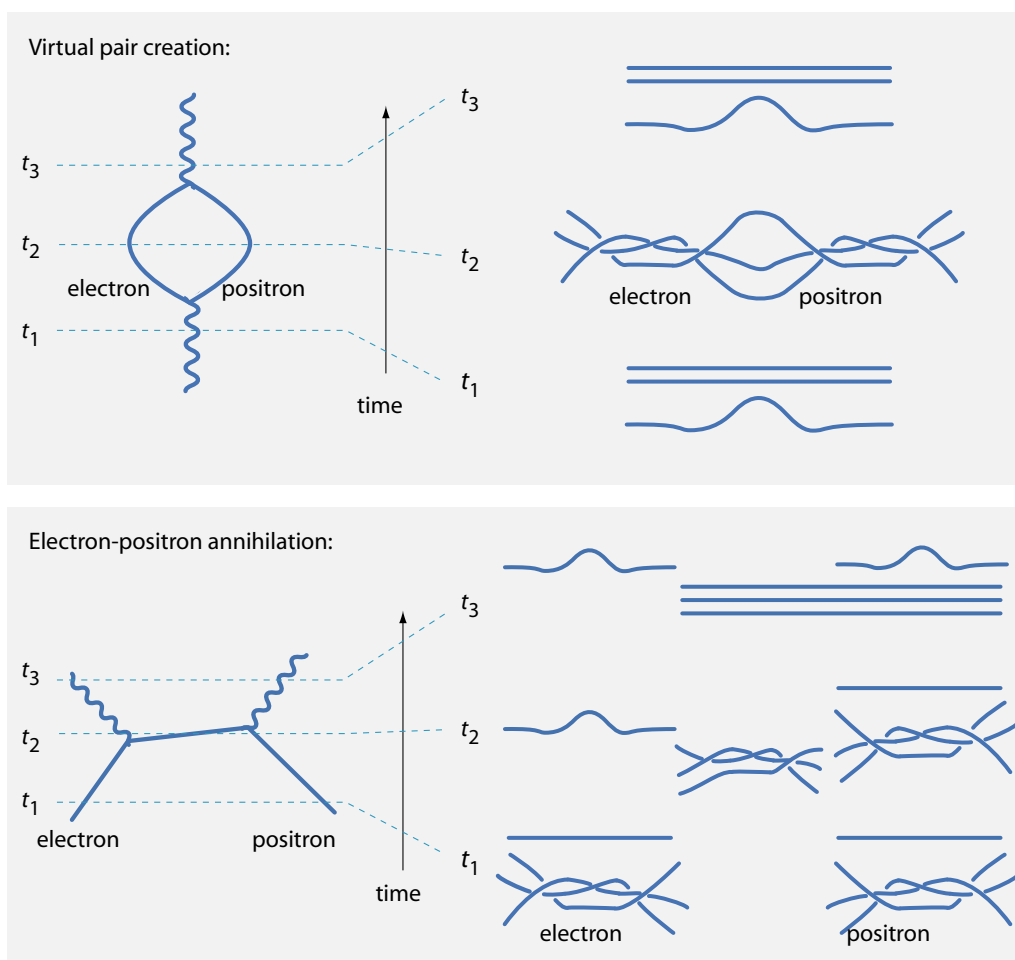 Virtual pair creation:
t3
t3
t2
t2
electron
positron
electron
positron
t1
t1
time
Electron-positron annihilation:
t3
t3
t2
t2
t1
t1
electron
positron
time
electron
positron